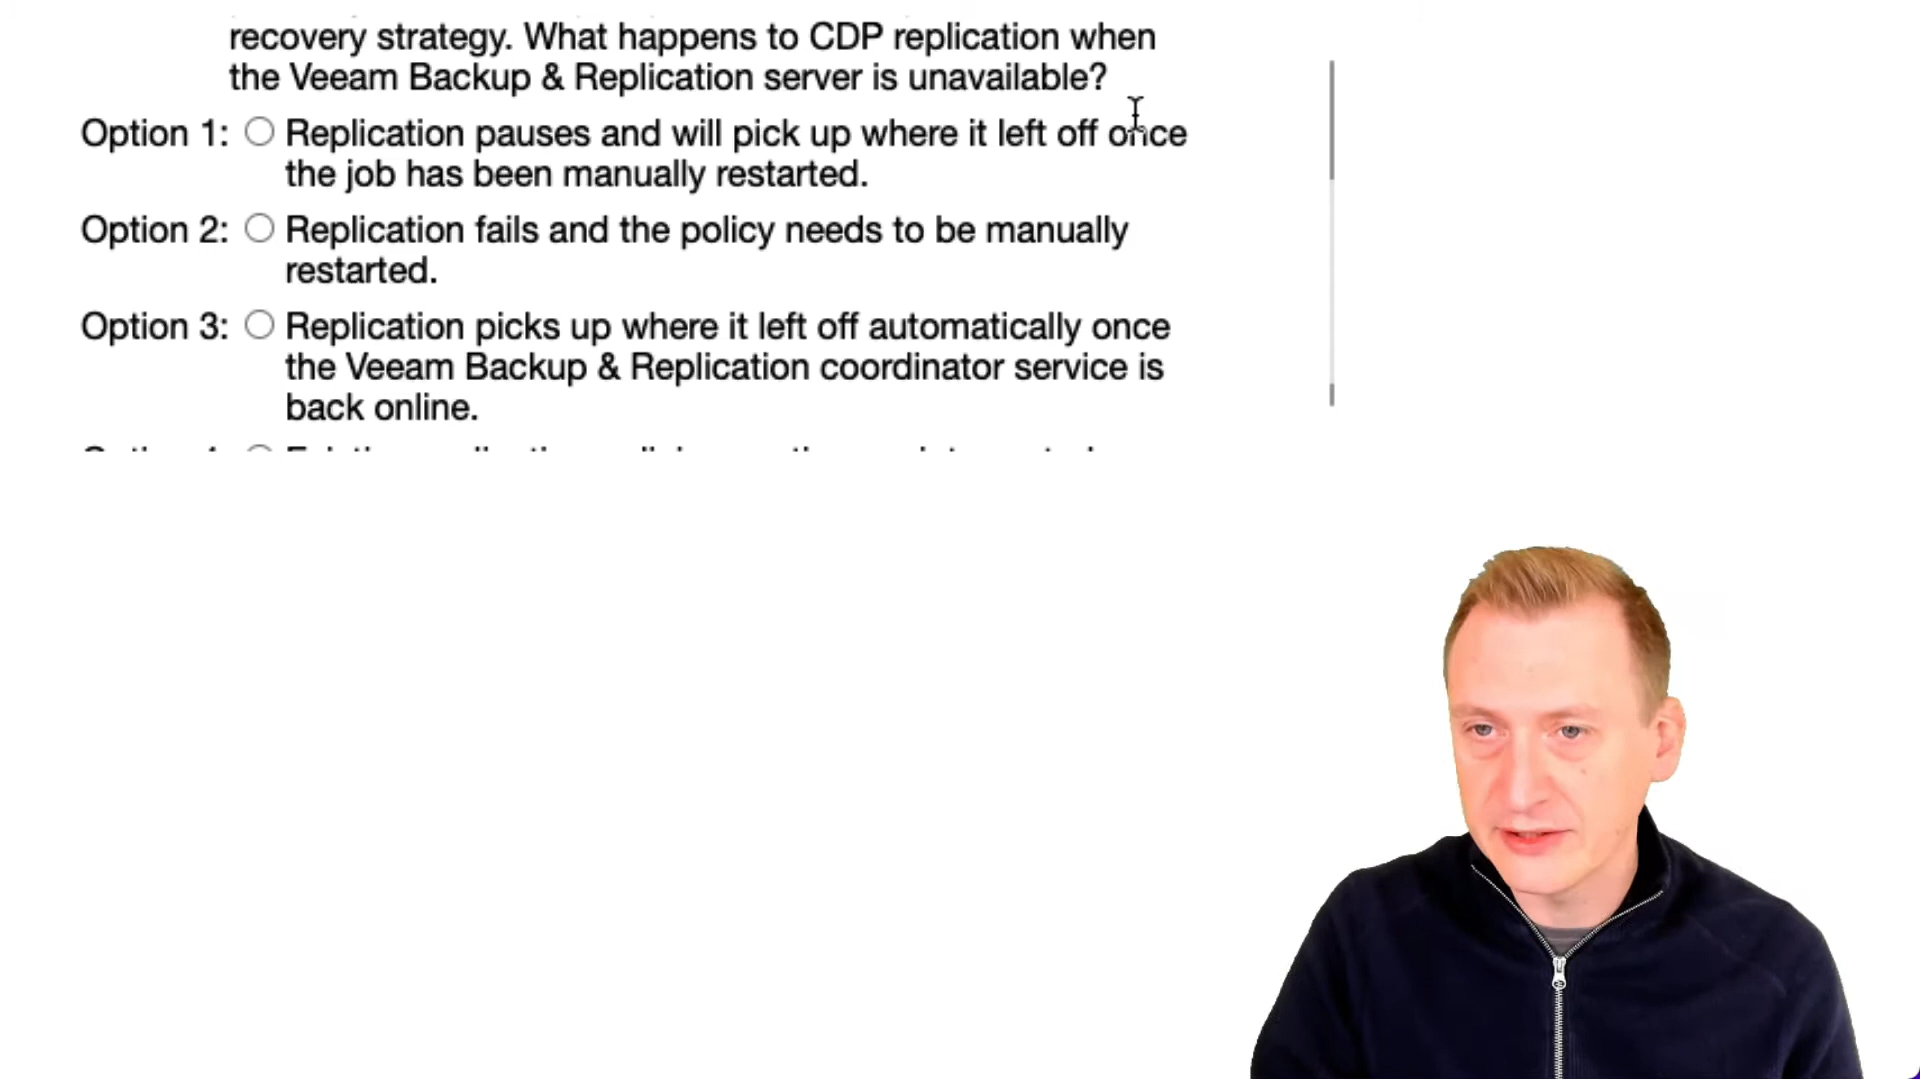 recovery strategy. What happens to CDP replication when
the Veeam Backup & Replication server is unavailable?
Option 1: Replication pauses and will pick up where it left off once
the job has been manually restarted.
Option 2: Replication fails and the policy needs to be manually
restarted.
Option 3: Replication picks up where it left off automatically once
the Veeam Backup & Replication coordinator service is
back online.